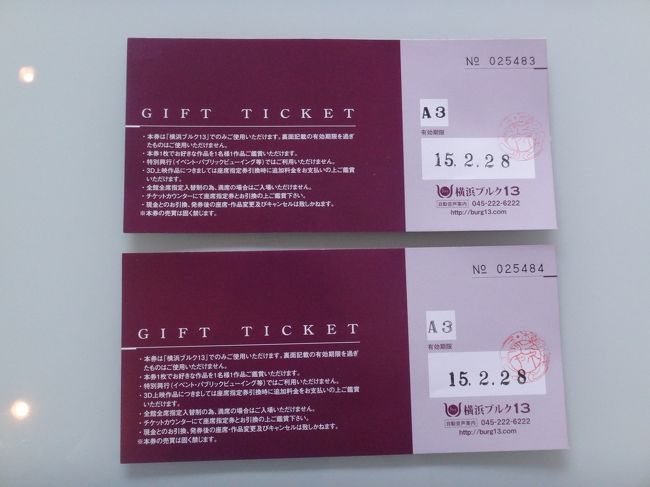 № 025483
GIFT TICKET
・本券は「横浜ブルク13」でのみご使用いただけます。裏面記載の有効期限を過ぎ
たものはご使用いただけません。
・本券1枚でお好きな作品を1名様1作品ご鑑賞いただけます。
・特別興行(イベント・パブリックビューイング等)ではご利用いただけません。
・3D上映作品につきましては座席指定券引換時に追加料金をお支払いの上ご鑑賞
いただけます。
・全館全席指定入替制の為、満席の場合はご入場いただけません。
・チケットカウンターにて座席指定券とお引換の上ご鑑賞下さい。
・現金とのお引換、発券後の座席・作品変更及びキャンセルは致しかねます。
※本券の売買は固く禁じます。
A3
有効期限
15.2.28
横浜ブルク13
自動音声案内 045-222-6222
http://burg13.com
№ 025484
GIFT TICKET
・本券は「横浜ブルク13」でのみご使用いただけます。裏面記載の有効期限を過ぎ
たものはご使用いただけません。
・本券1枚でお好きな作品を1名様1作品ご鑑賞いただけます。
・特別興行(イベント・パブリックビューイング等)ではご利用いただけません。
・3D上映作品につきましては座席指定券引換時に追加料金をお支払いの上ご鑑賞
いただけます。
・全館全席指定入替制の為、満席の場合はご入場いただけません。
・チケットカウンターにて座席指定券とお引換の上ご鑑賞下さい。
・現金とのお引換、発券後の座席・作品変更及びキャンセルは致しかねます。
※本券の売買は固く禁じます。
A3
有効期限
15.2.28
横浜ブルク13
自動音声案内 045-222-6222
http://burg13.com